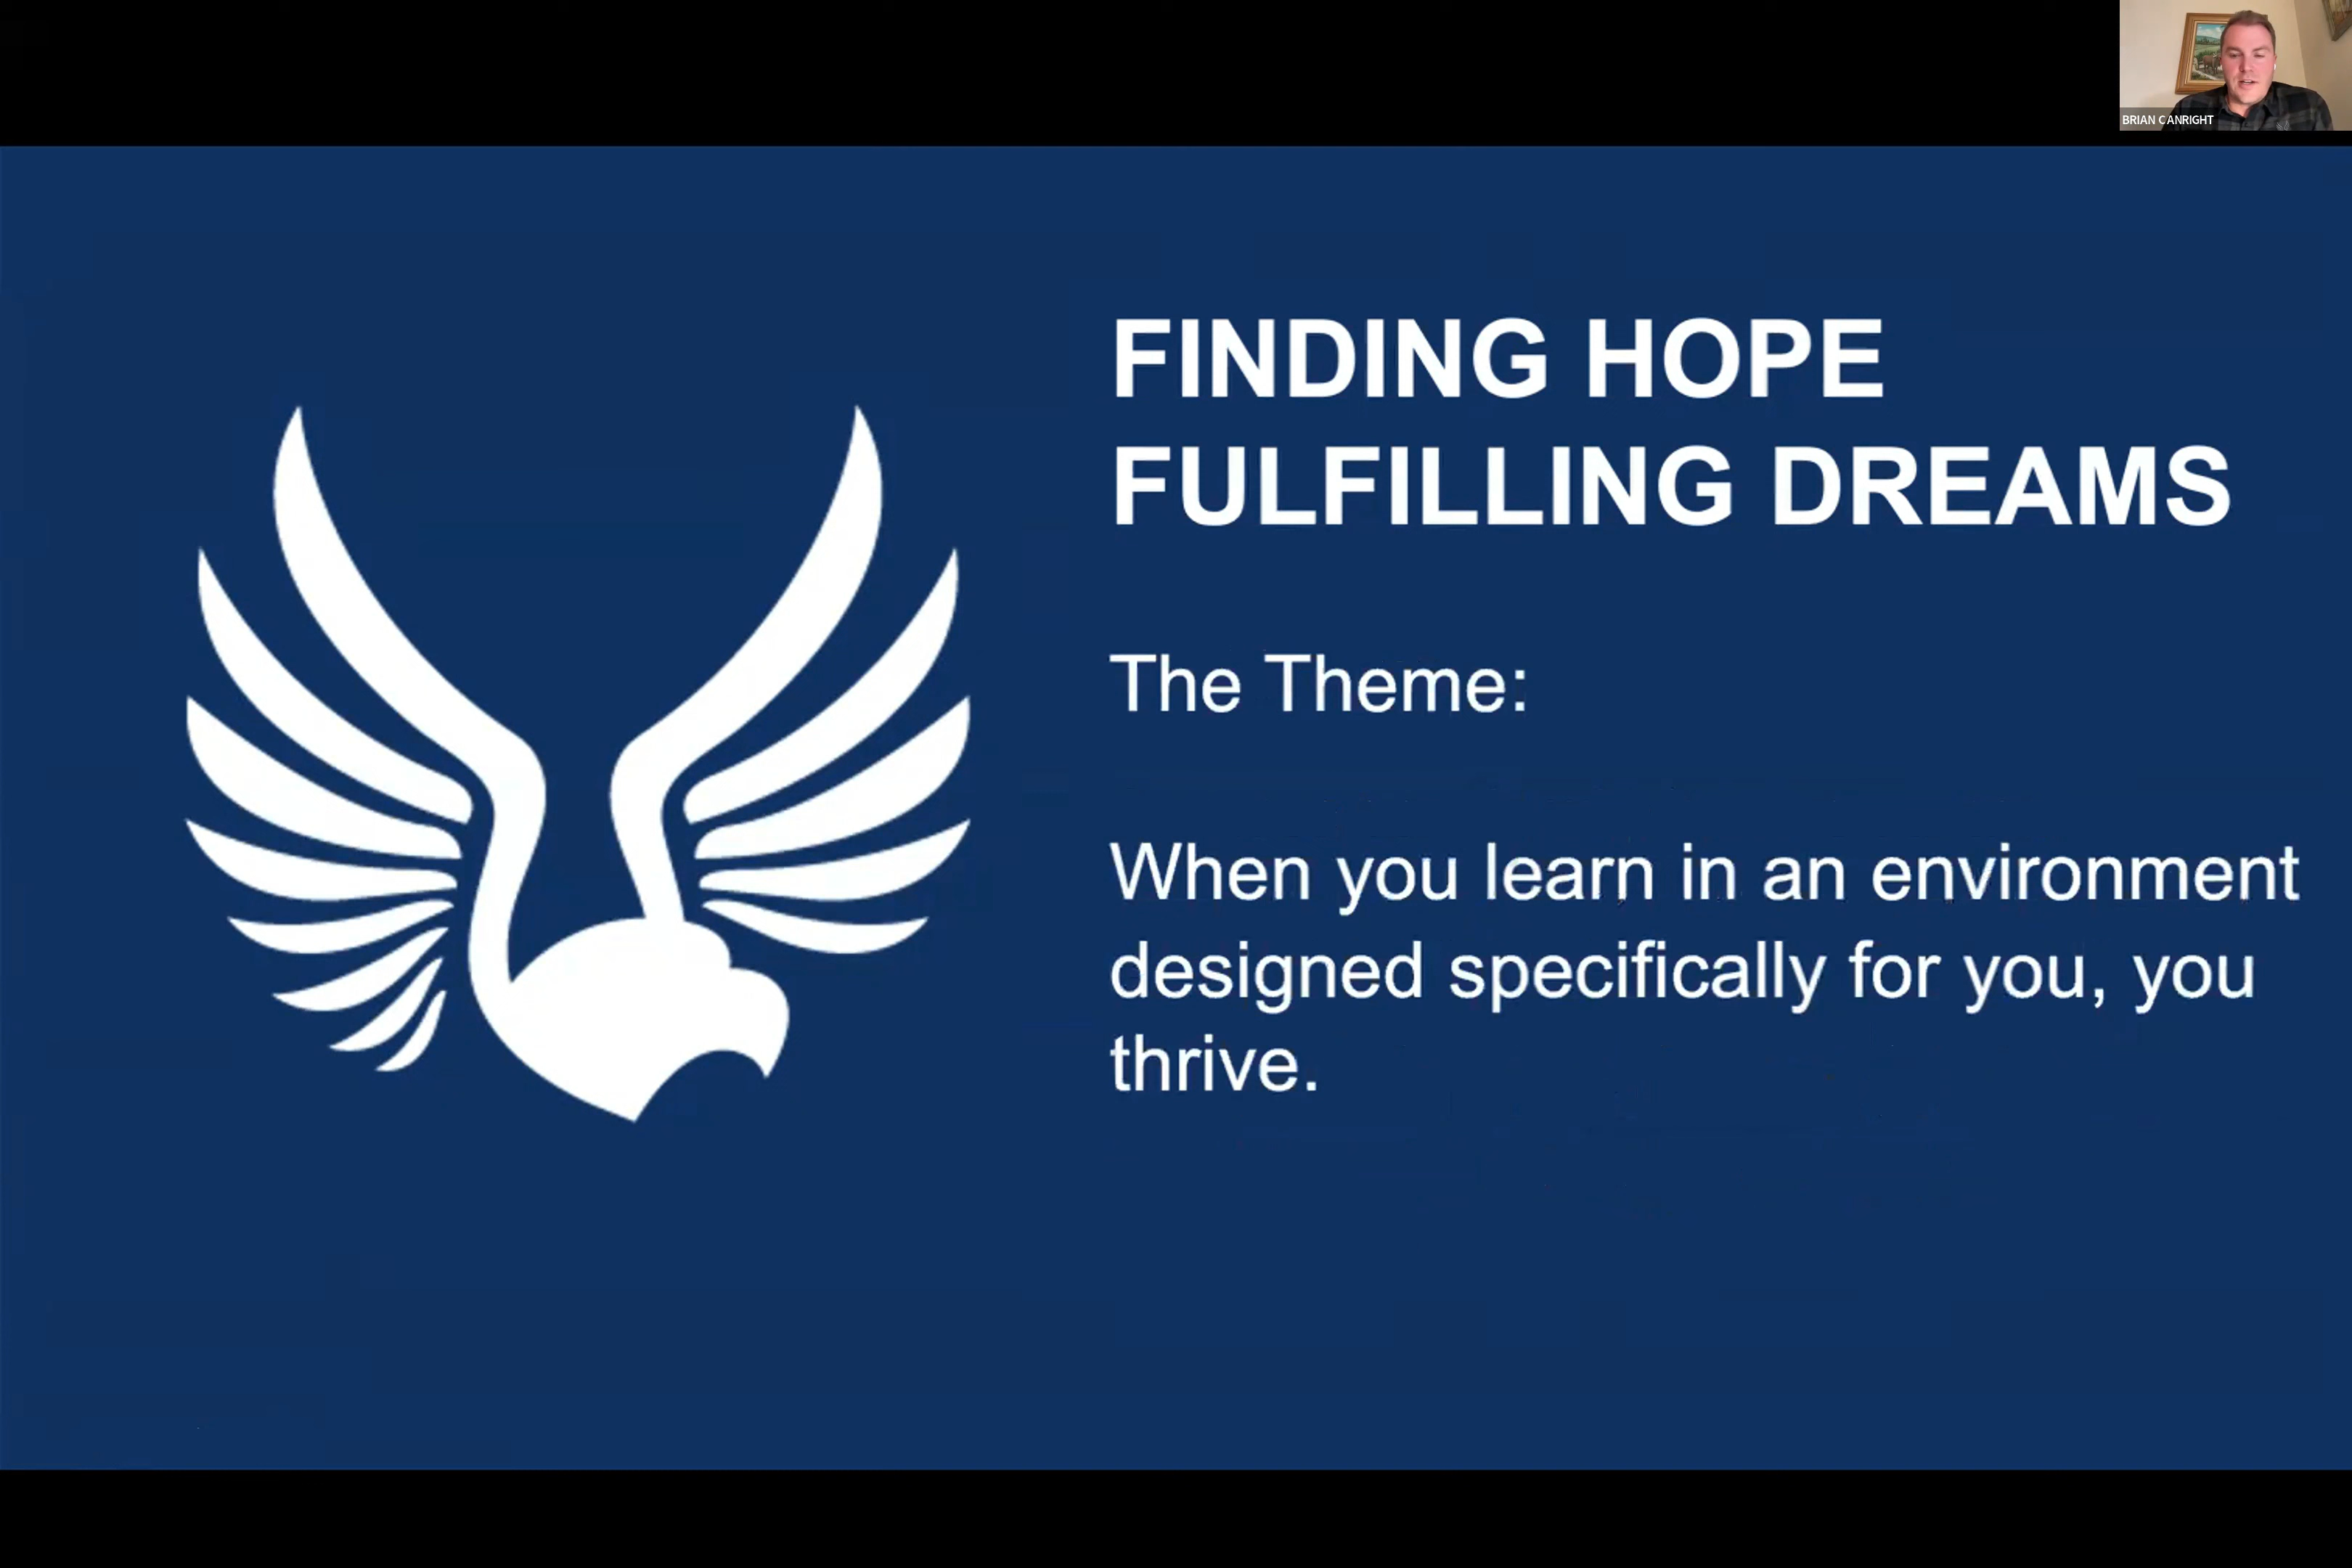 BRIAN CANRIGHT
FINDING HOPE
FULFILLING DREAMS
The Theme:
When you learn in an environment
designed specifically for you, you
thrive.